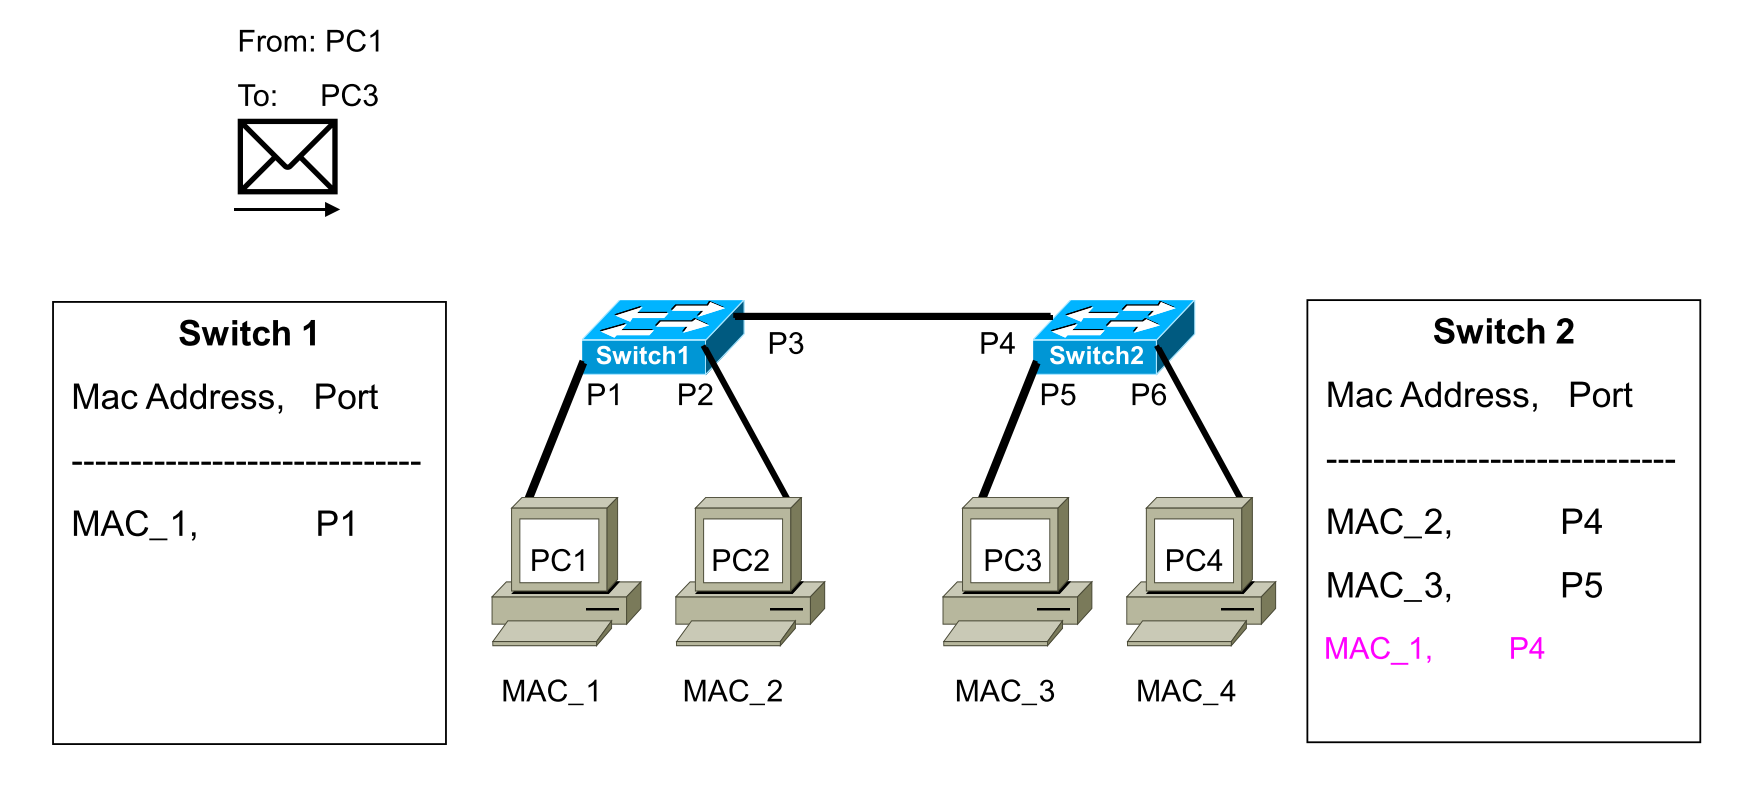 From: PC1
To: PC3
Switch 1
Mac Address, Port
------------------------------
MAC_1, P1
Switch1
P1 P2
P3
P4
Switch2
P5 P6
PC1
PC2
PC3
PC4
MAC_1
MAC_2
MAC_3
MAC_4
Switch 2
Mac Address, Port
------------------------------
MAC_2, P4
MAC_3, P5
MAC_1, P4